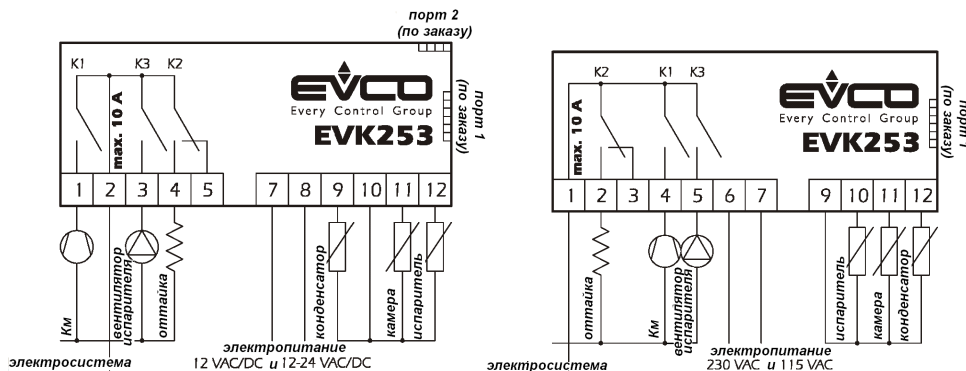 порт 2
(по заказу)
K1
K3
K2
max. 10 A
EVCO
Every Control Group
EVK253
порт 1
(по заказу)
1
2
3
4
5
7
8
9
10
11
12
Км
вентилятор
испарителя
оттайка
конденсатор
камера
испаритель
электросистема
электропитание
12 VAC/DC и 12-24 VAC/DC
K2
K1
K3
max. 10 A
EVCO
Every Control Group
EVK253
порт 1
(по заказу)
1
2
3
4
5
6
7
9
10
11
12
оттайка
Км
вентилятор
испарителя
испаритель
камера
конденсатор
электросистема
электропитание
230 VAC и 115 VAC